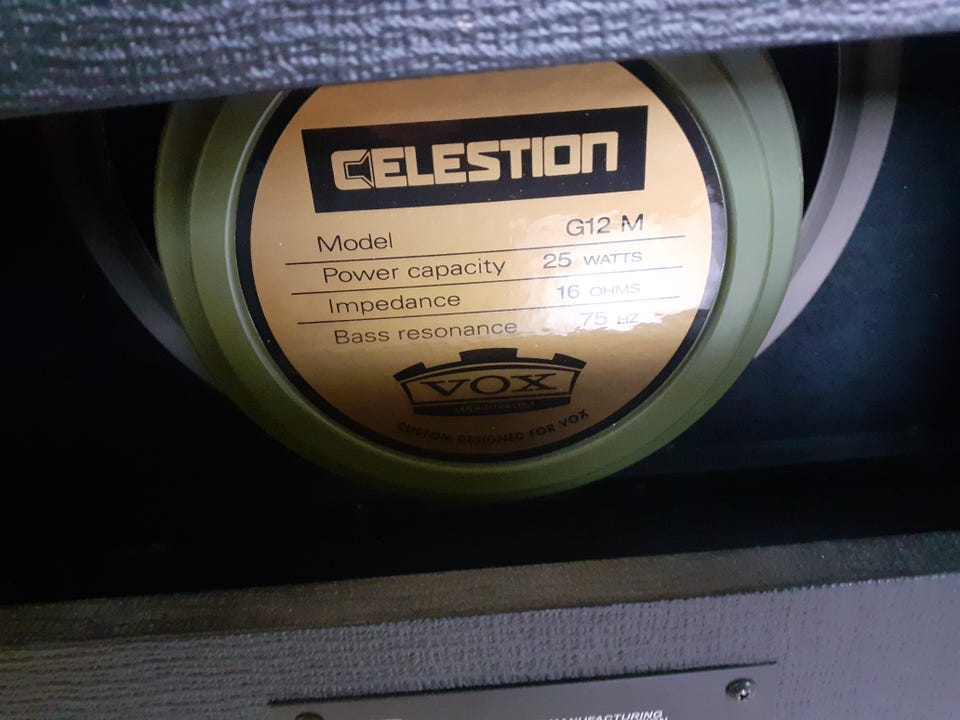 CELESTION
Model G12 M
Power capacity 25 WATTS
Impedance 16 OHMS
Bass resonance 75 HZ
VOX
CUSTOM DESIGNED FOR VOX
MANUFACTURING